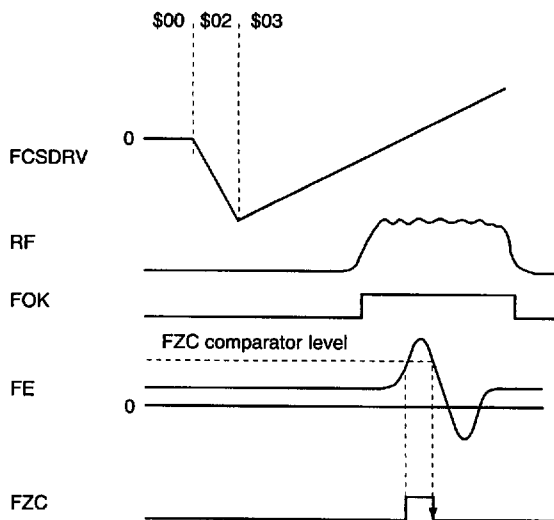 $00 $02 $03
0
FCSDRV
RF
FOK
FZC comparator level
FE
0
FZC